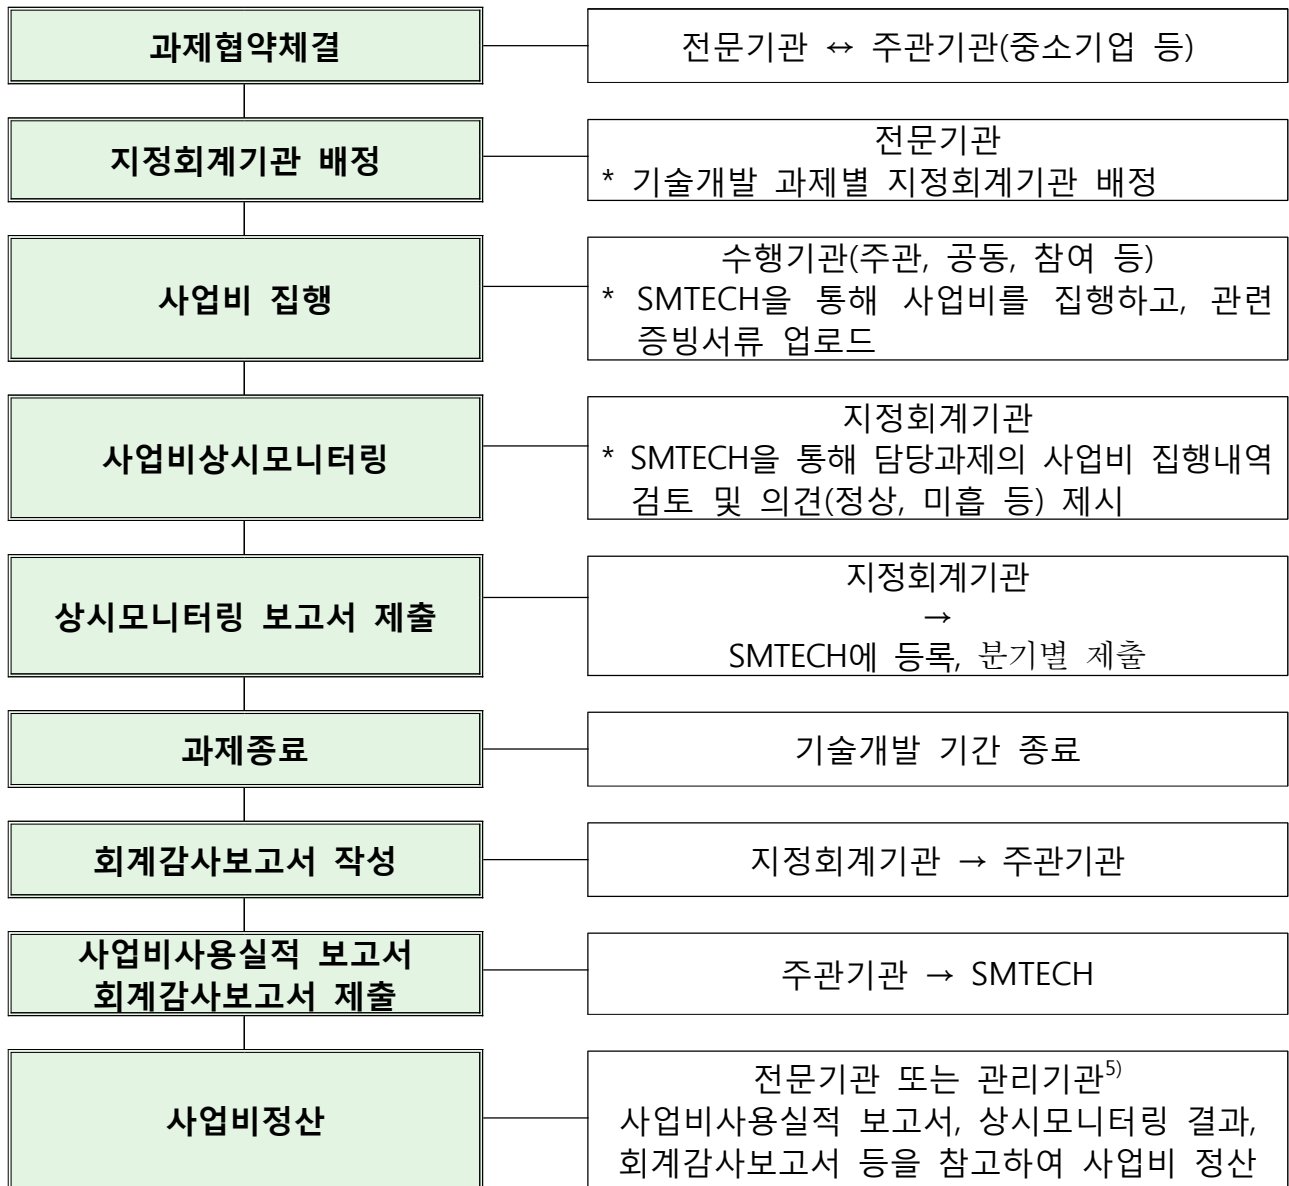 과제협약체결
전문기관 ↔ 주관기관(중소기업 등)
지정회계기관 배정
전문기관
* 기술개발 과제별 지정회계기관 배정
사업비 집행
수행기관(주관, 공동, 참여 등)
* SMTECH을 통해 사업비를 집행하고, 관련
증빙서류 업로드
사업비상시모니터링
지정회계기관
* SMTECH을 통해 담당과제의 사업비 집행내역
검토 및 의견(정상, 미흡 등) 제시
상시모니터링 보고서 제출
지정회계기관
→
SMTECH에 등록, 분기별 제출
과제종료
기술개발 기간 종료
회계감사보고서 작성
지정회계기관 → 주관기관
사업비사용실적 보고서
회계감사보고서 제출
주관기관 → SMTECH
사업비정산
전문기관 또는 관리기관5)
사업비사용실적 보고서, 상시모니터링 결과,
회계감사보고서 등을 참고하여 사업비 정산